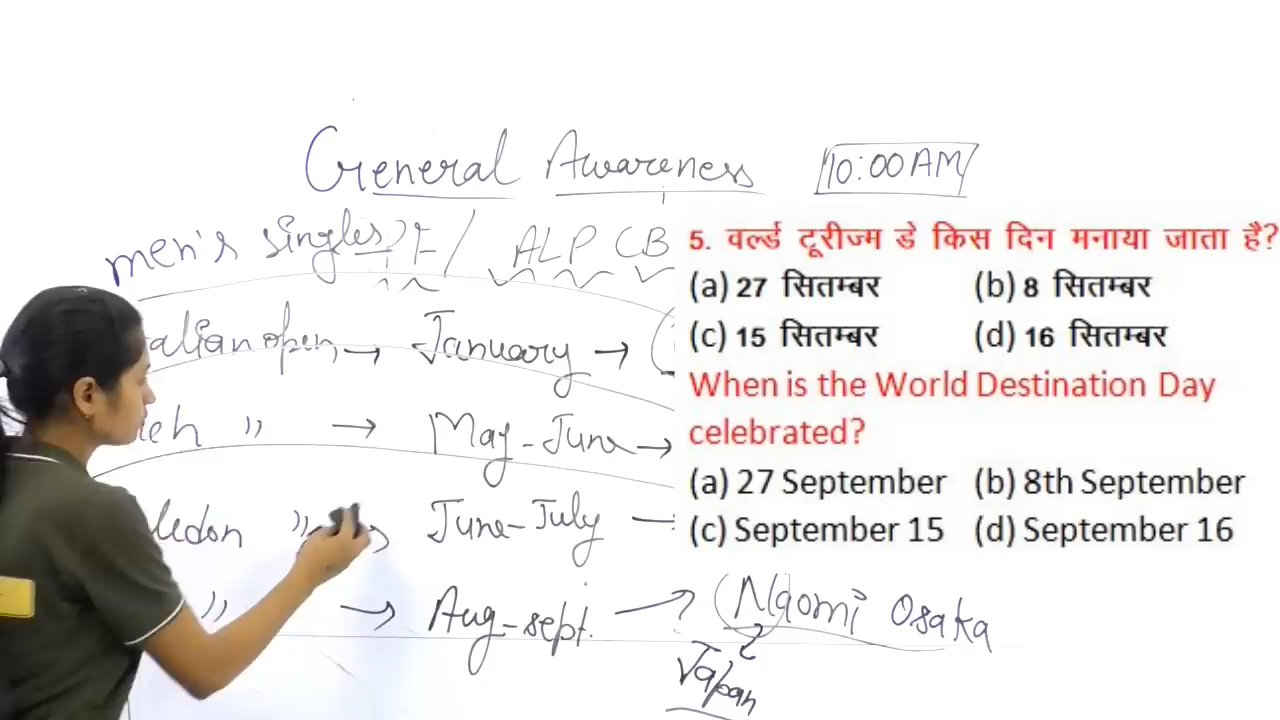 General Awareness 10:00AM
men's singles ALP CB
alian open → January →
" → May-June →
ledon " → June-July
" → Aug-sept. → Naomi Osaka
Japan
5. वर्ल्ड टूरीज्म डे किस दिन मनाया जाता है?
(a) 27 सितम्बर (b) 8 सितम्बर
(c) 15 सितम्बर (d) 16 सितम्बर
When is the World Destination Day
celebrated?
(a) 27 September (b) 8th September
(c) September 15 (d) September 16